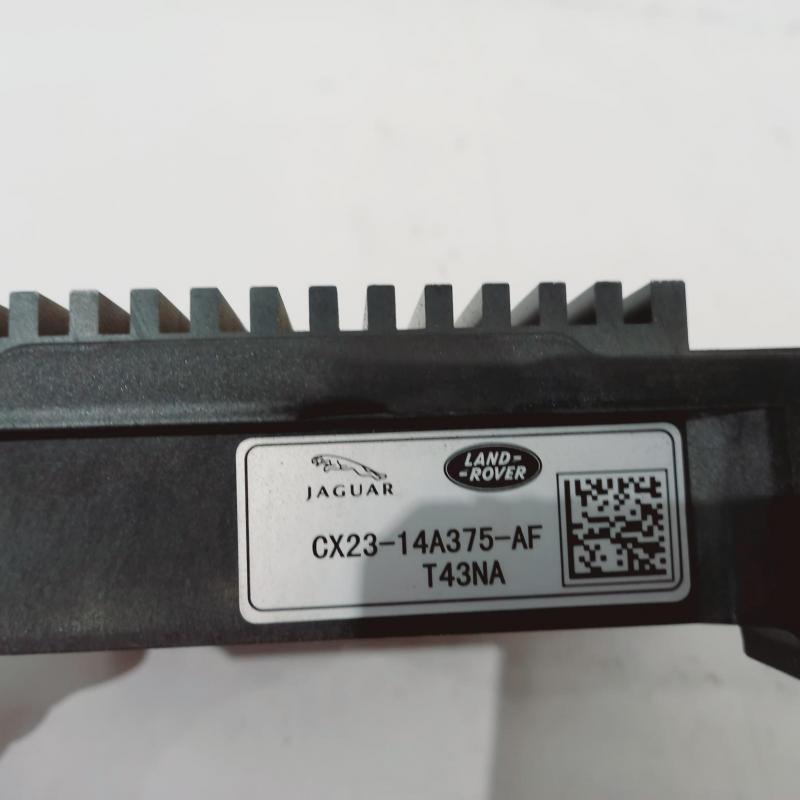 JAGUAR
LAND-
-ROVER
CX23-14A375-AF
T43NA